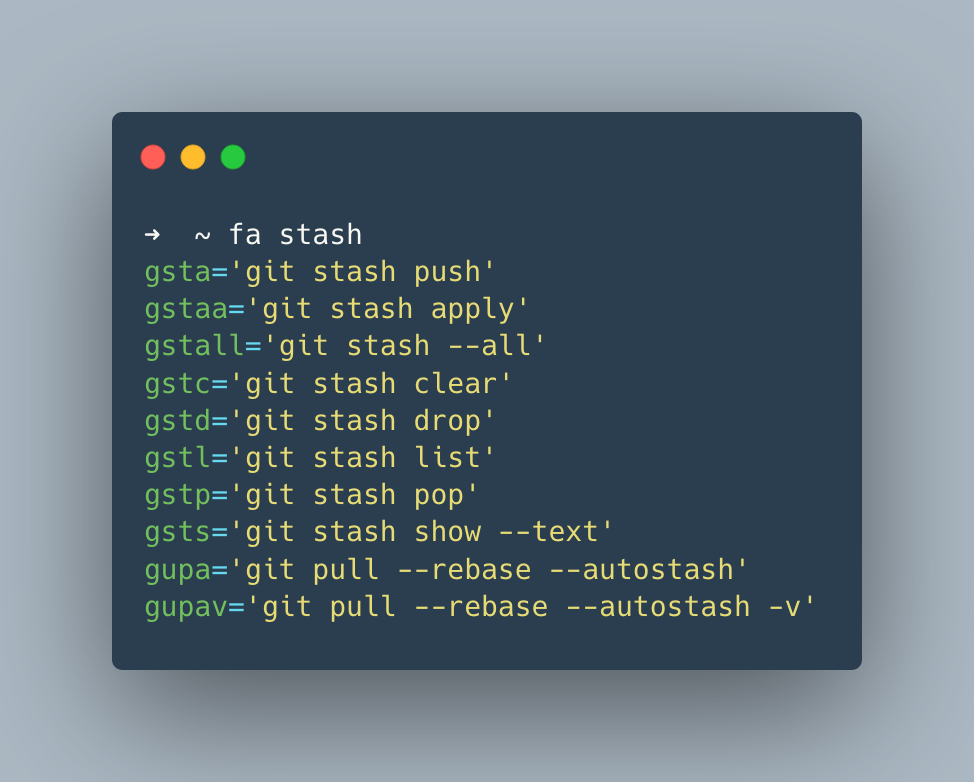 ➜  ~ fa stash
gsta='git stash push'
gstaa='git stash apply'
gstall='git stash --all'
gstc='git stash clear'
gstd='git stash drop'
gstl='git stash list'
gstp='git stash pop'
gsts='git stash show --text'
gupa='git pull --rebase --autostash'
gupav='git pull --rebase --autostash -v'